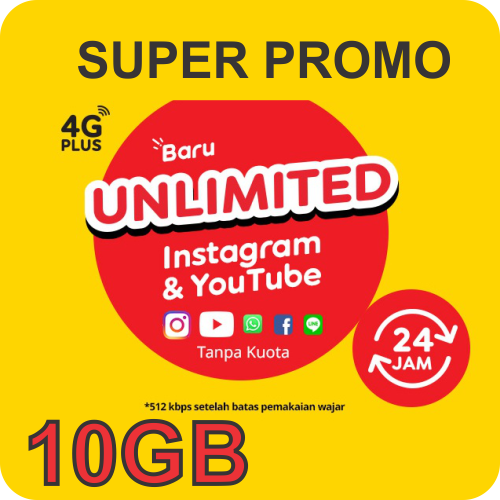 SUPER PROMO
4G
PLUS
Baru
UNLIMITED
Instagram
& YouTube
LINE
Tanpa Kuota
24
JAM
*512 kbps setelah batas pemakaian wajar
10GB